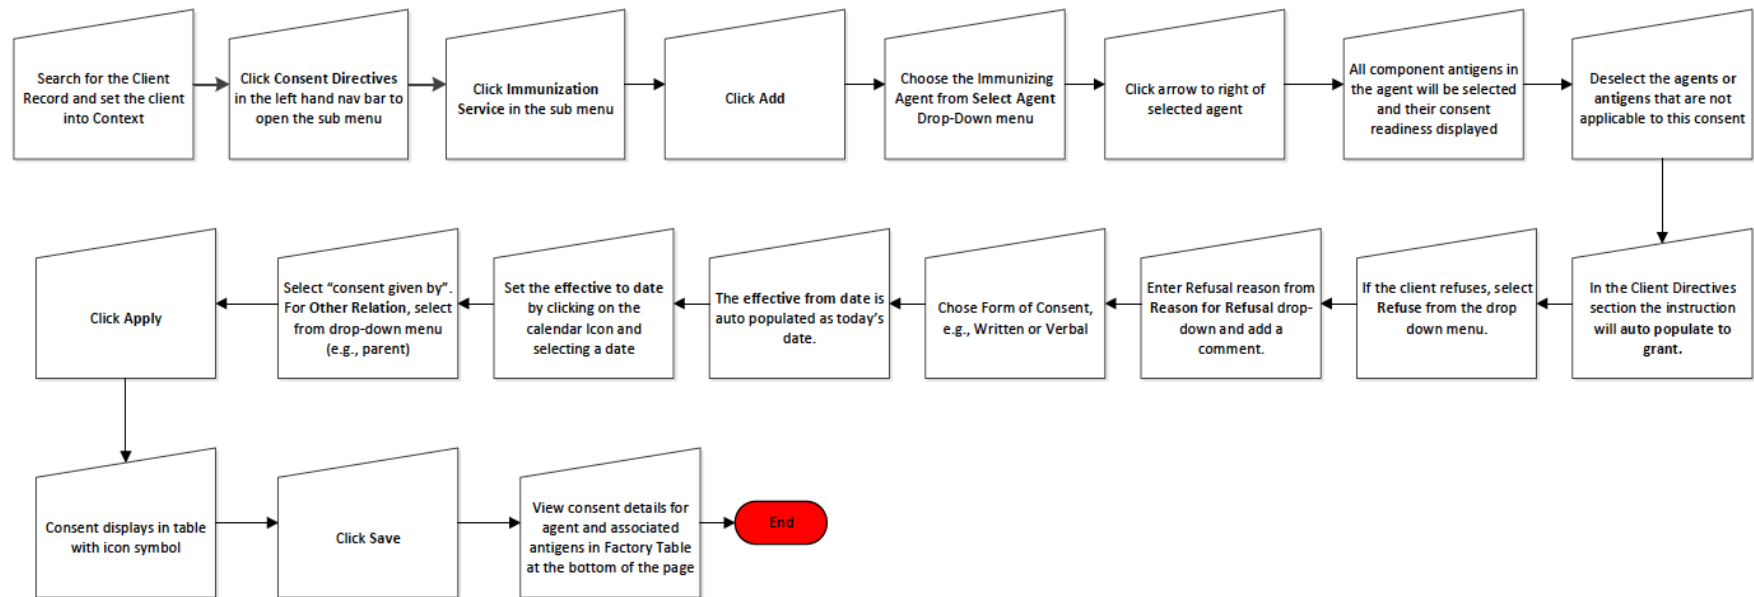 Search for the Client
Record and set the client
into Context
Click Consent Directives
in the left hand nav bar to
open the sub menu
Click Immunization
Service in the sub menu
Click Add
Choose the Immunizing
Agent from Select Agent
Drop-Down menu
Click arrow to right of
selected agent
All component antigens in
the agent will be selected
and their consent
readiness displayed
Deselect the agents or
antigens that are not
applicable to this consent
In the Client Directives
section the instruction
will auto populate to
grant.
If the client refuses, select
Refuse from the drop
down menu.
Enter Refusal reason from
Reason for Refusal drop-
down and add a
comment.
Chose Form of Consent,
e.g., Written or Verbal
The effective from date is
auto populated as today's
date.
Set the effective to date
by clicking on the
calendar Icon and
selecting a date
Select “consent given by”.
For Other Relation, select
from drop-down menu
(e.g., parent)
Click Apply
Consent displays in table
with icon symbol
Click Save
View consent details for
agent and associated
antigens in Factory Table
at the bottom of the page
End